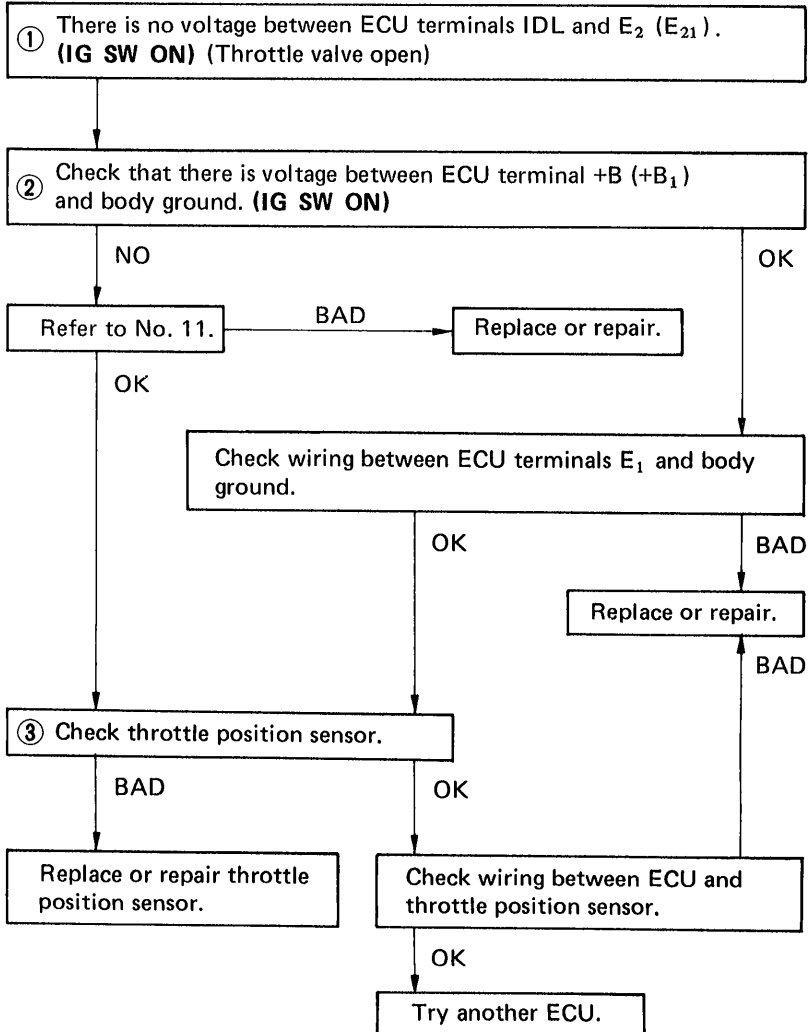 ① There is no voltage between ECU terminals IDL and E₂ (E₂₁).
(IG SW ON) (Throttle valve open)
② Check that there is voltage between ECU terminal +B (+B₁)
and body ground. (IG SW ON)
NO
OK
Refer to No. 11.
BAD
Replace or repair.
OK
Check wiring between ECU terminals E₁ and body
ground.
OK
BAD
Replace or repair.
BAD
③ Check throttle position sensor.
BAD
OK
Replace or repair throttle
position sensor.
Check wiring between ECU and
throttle position sensor.
OK
Try another ECU.